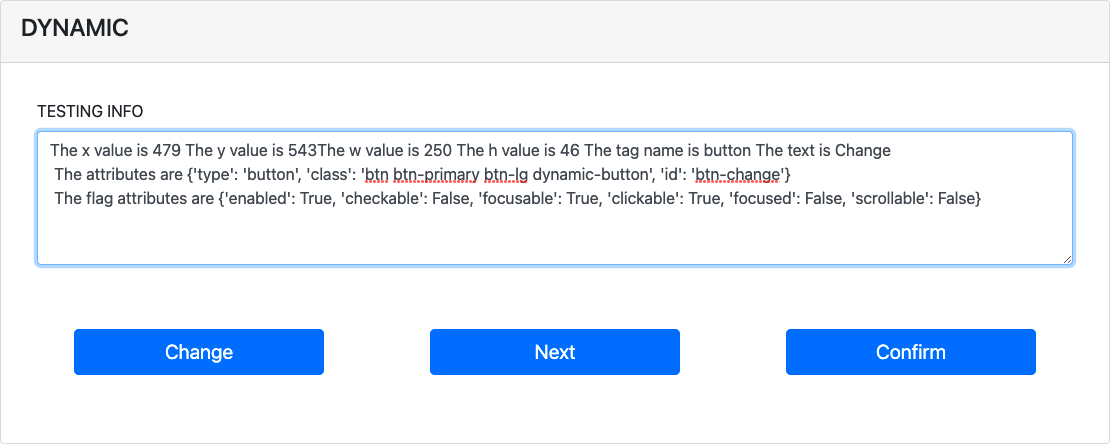 DYNAMIC
TESTING INFO
The x value is 479 The y value is 543The w value is 250 The h value is 46 The tag name is button The text is Change
The attributes are {'type': 'button', 'class': 'btn btn-primary btn-lg dynamic-button', 'id': 'btn-change'}
The flag attributes are {'enabled': True, 'checkable': False, 'focusable': True, 'clickable': True, 'focused': False, 'scrollable': False}
Change Next Confirm